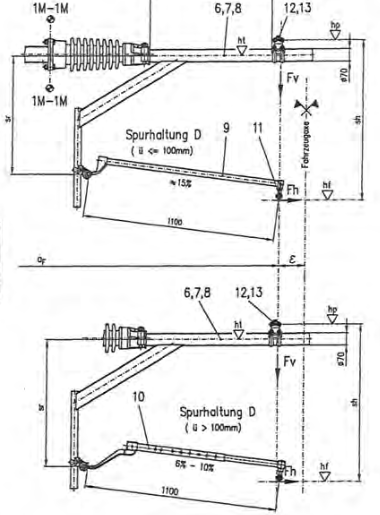 1M-1M
6,7,8
12,13
hp
ht
ø70
1M-1M
Fv
sr
sh
Fahrzeugaxe
Spurhaltung D
( ü <= 100mm)
9
11
≈15%
Fh
hf
1100
ε
6,7,8
12,13
hp
ht
ø70
Fv
sr
sh
10
Spurhaltung D
( ü > 100mm)
6% - 10%
Fh
hf
1100